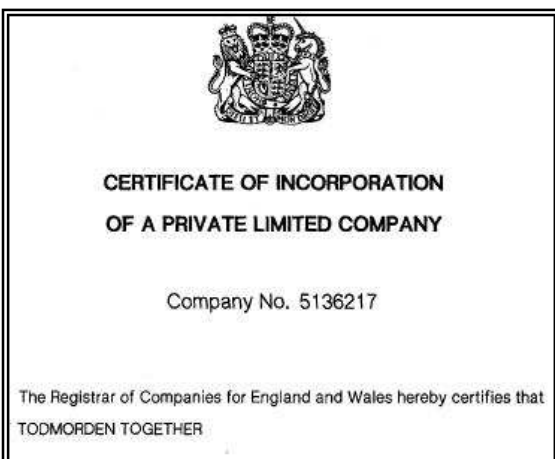 CERTIFICATE OF INCORPORATION
OF A PRIVATE LIMITED COMPANY
Company No. 5136217
The Registrar of Companies for England and Wales hereby certifies that
TODMORDEN TOGETHER